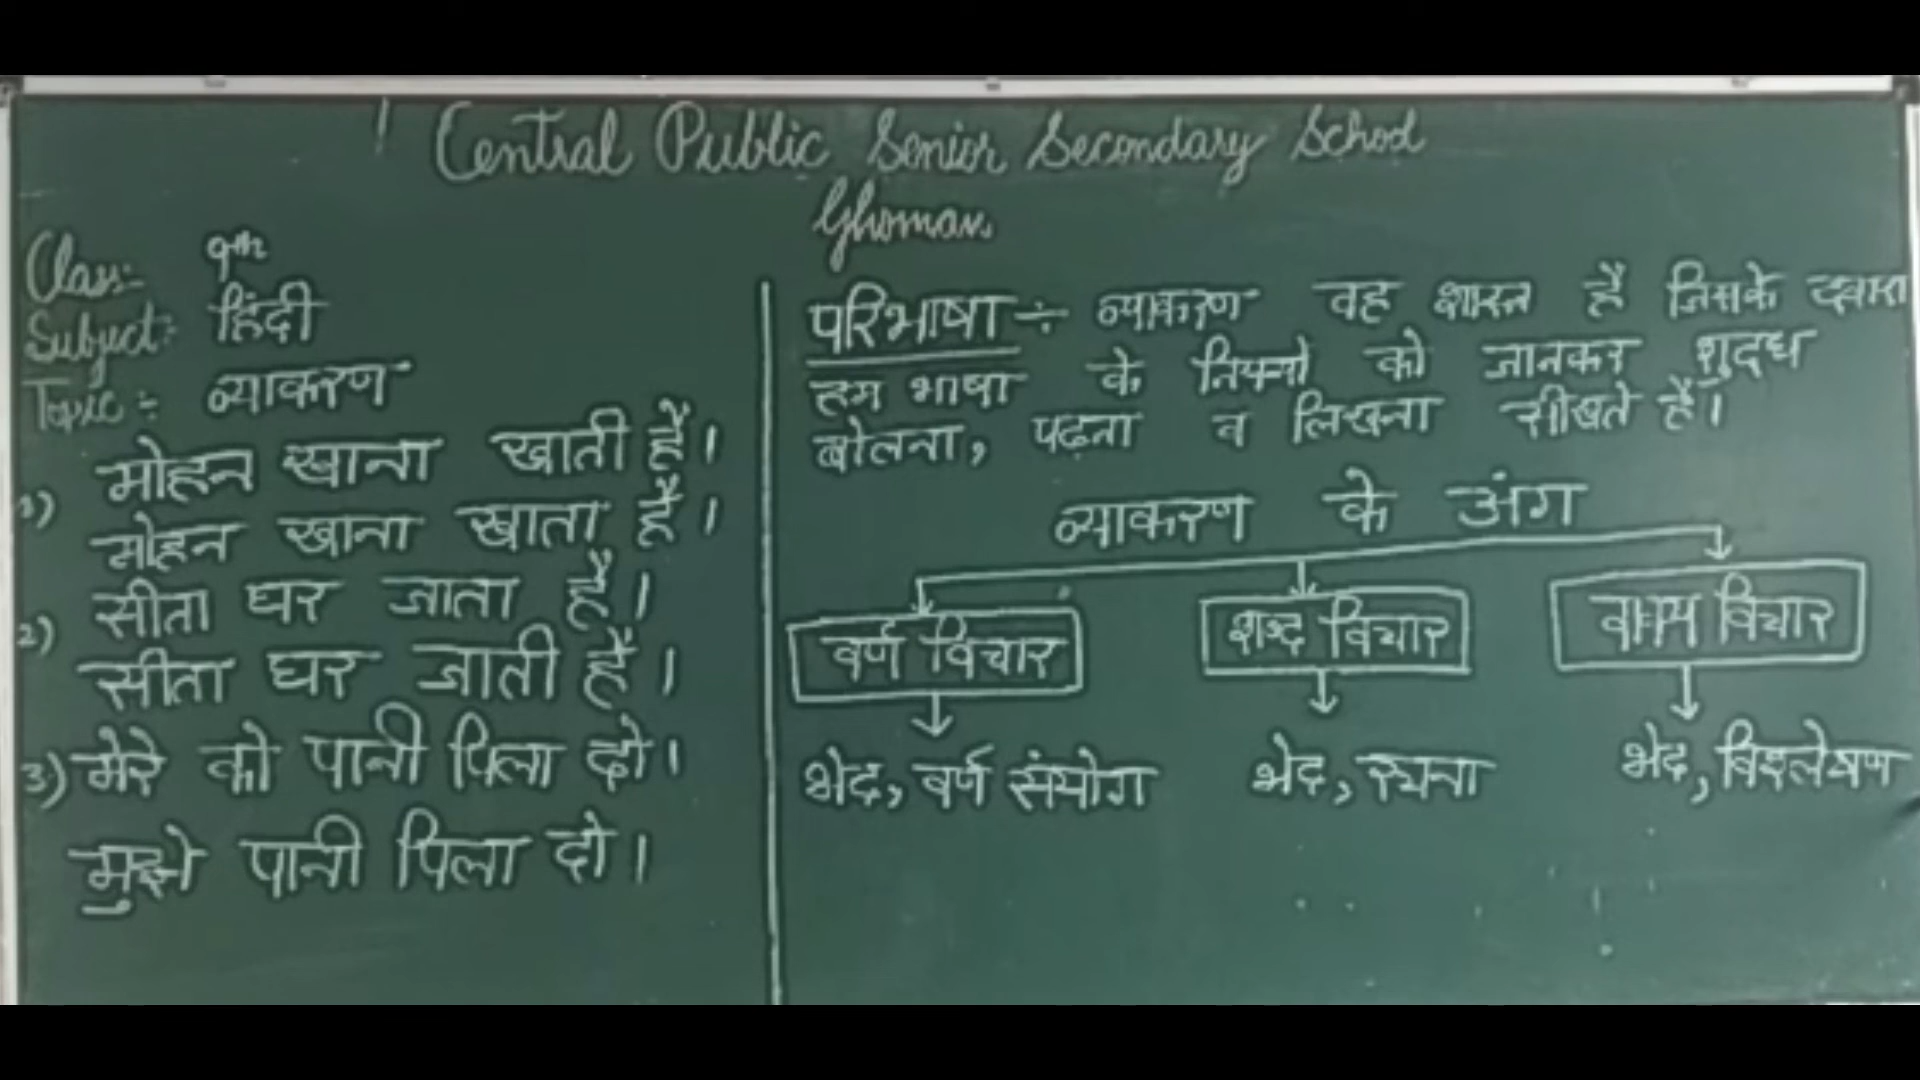 Central Public Senior Secondary School
Ghoman
Class:- 9th
Subject:- हिंदी
Topic:- व्याकरण
1) मोहन खाना खाती है।
मोहन खाना खाता है।
2) सीता घर जाता है।
सीता घर जाती है।
3) मेरे को पानी पिला दो।
मुझे पानी पिला दो।
परिभाषा ÷ व्याकरण वह शास्त्र है जिसके द्वारा
हम भाषा के नियमो को जानकर शुद्ध
बोलना, पढ़ना व लिखना सीखते हैं।
व्याकरण के अंग
वर्ण विचार शब्द विचार वाक्य विचार
भेद, वर्ण संयोग भेद, रचना भेद, विश्लेषण